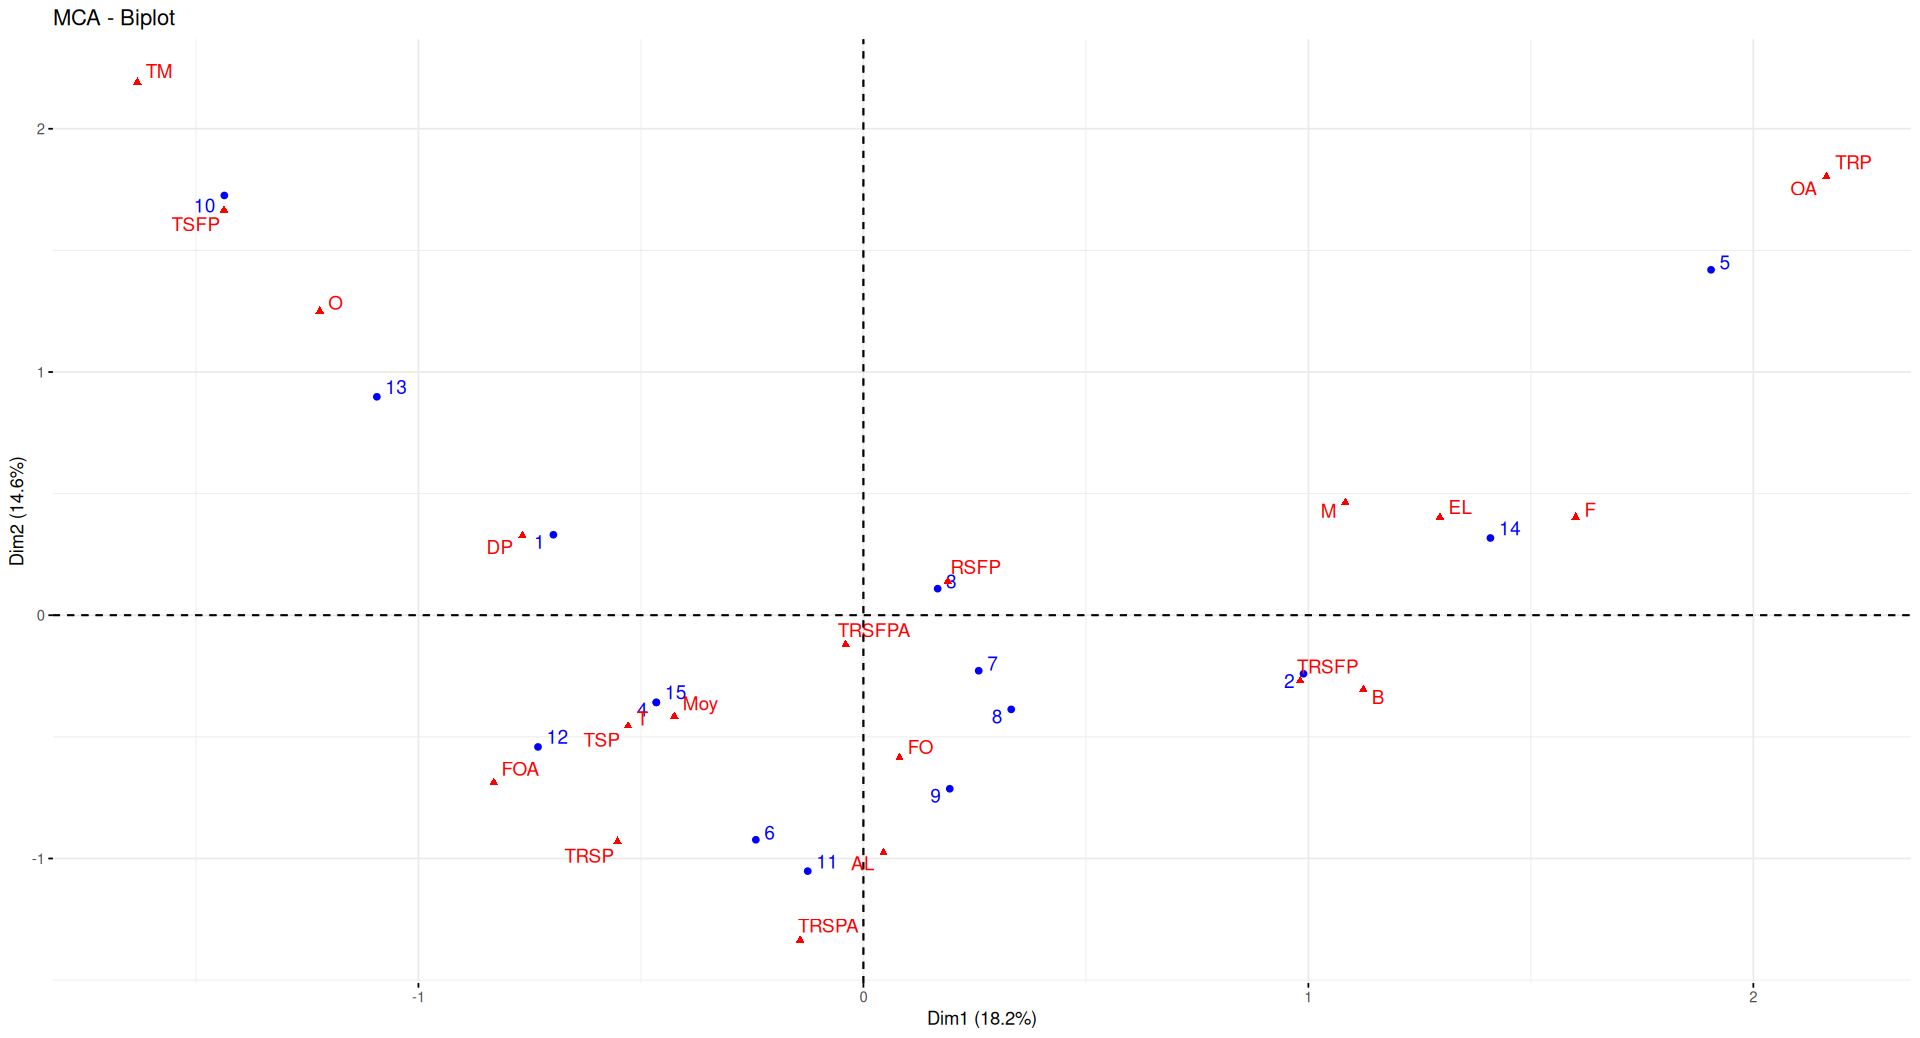 MCA - Biplot
TM
2
TRP
OA
10
TSFP
5
O
1
13
M
EL
F
14
DP
1
RSFP
3
0
TRSFPA
7
TRSFP
2
B
15
4
Moy
T
8
12
TSP
FO
FOA
9
6
TRSP
11
AL
-1
TRSPA
-1
0
1
2
Dim1 (18.2%)
Dim2 (14.6%)